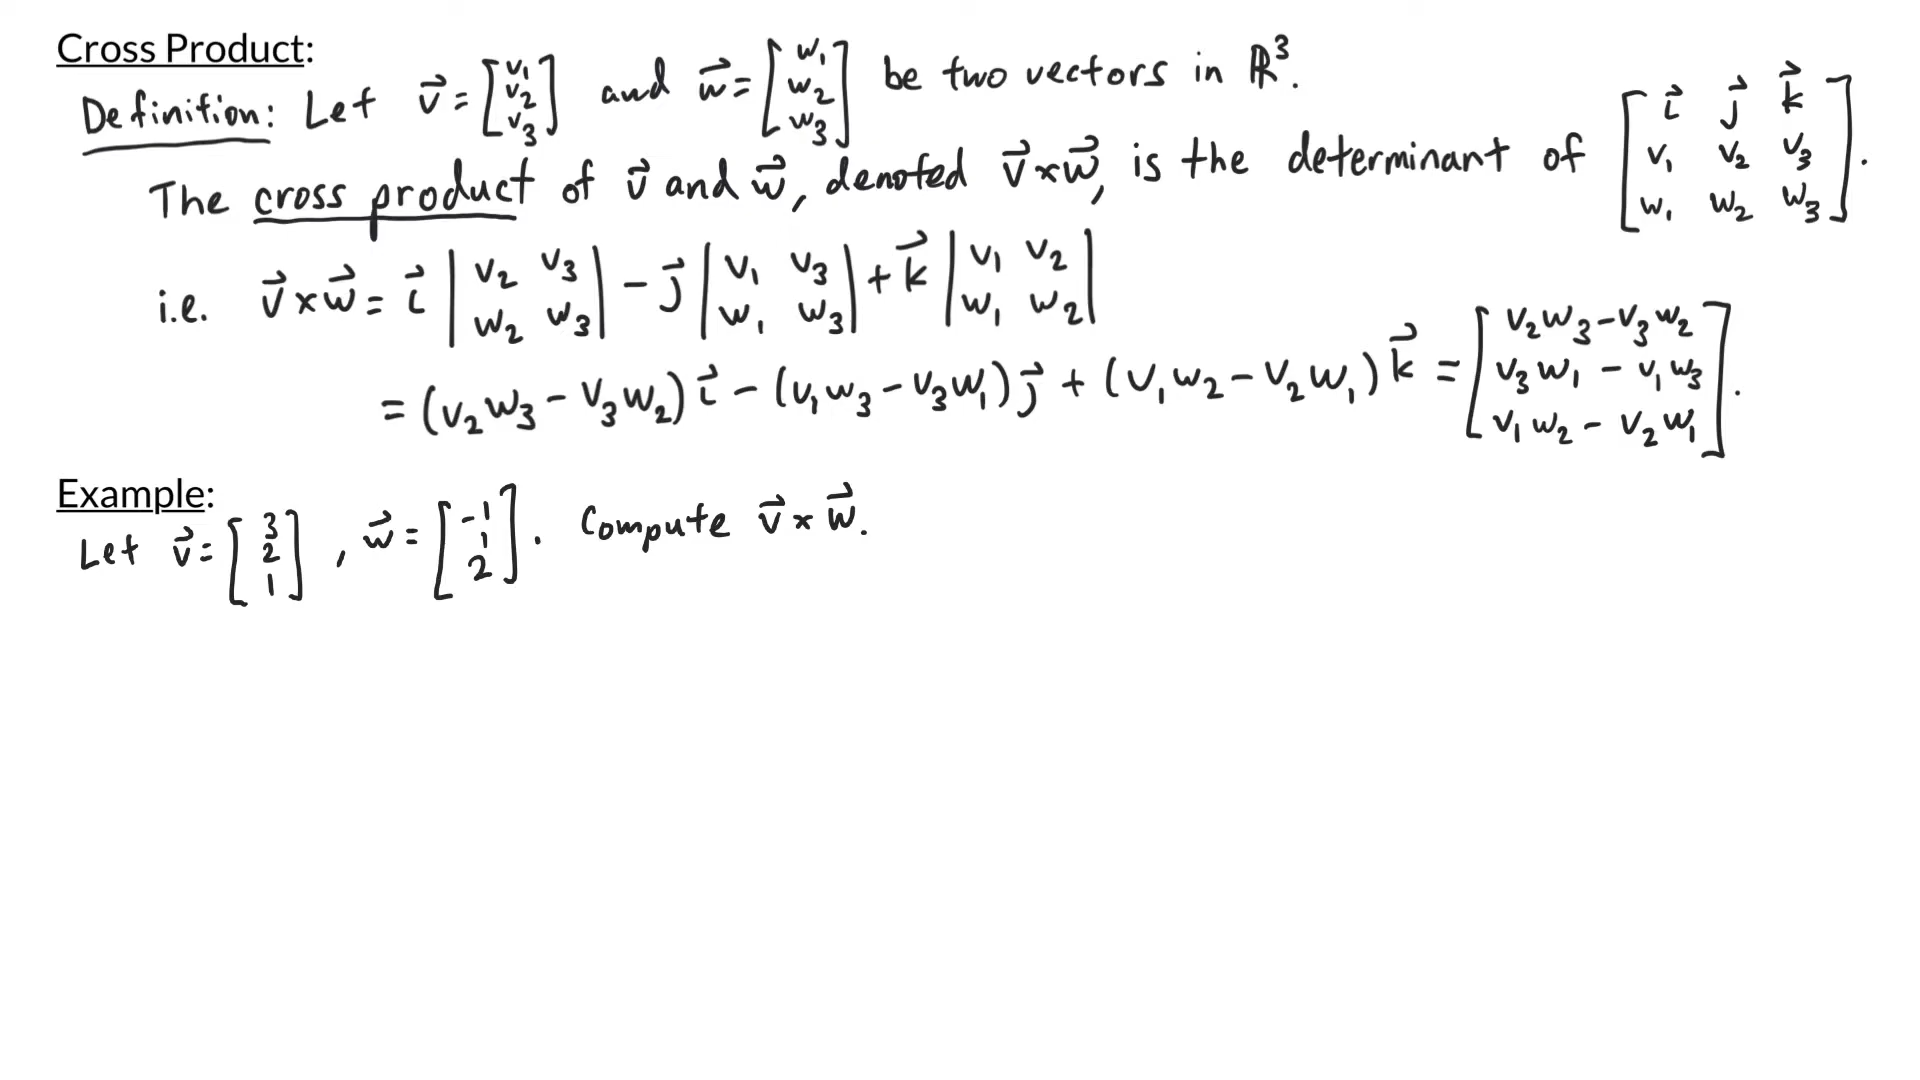 Cross Product:
Definition: Let v⃗ = [v₁ v₂ v₃] and w⃗ = [w₁ w₂ w₃] be two vectors in ℝ³.
The cross product of v⃗ and w⃗, denoted v⃗ × w⃗, is the determinant of [i⃗ j⃗ k⃗; v₁ v₂ v₃; w₁ w₂ w₃].
i.e. v⃗ × w⃗ = i⃗ |v₂ v₃; w₂ w₃| − j⃗ |v₁ v₃; w₁ w₃| + k⃗ |v₁ v₂; w₁ w₂|
= (v₂w₃ − v₃w₂) i⃗ − (v₁w₃ − v₃w₁) j⃗ + (v₁w₂ − v₂w₁) k⃗ = [v₂w₃ − v₃w₂; v₃w₁ − v₁w₃; v₁w₂ − v₂w₁].
Example:
Let v⃗ = [3 2 1], w⃗ = [-1 1 2]. Compute v⃗ × w⃗.